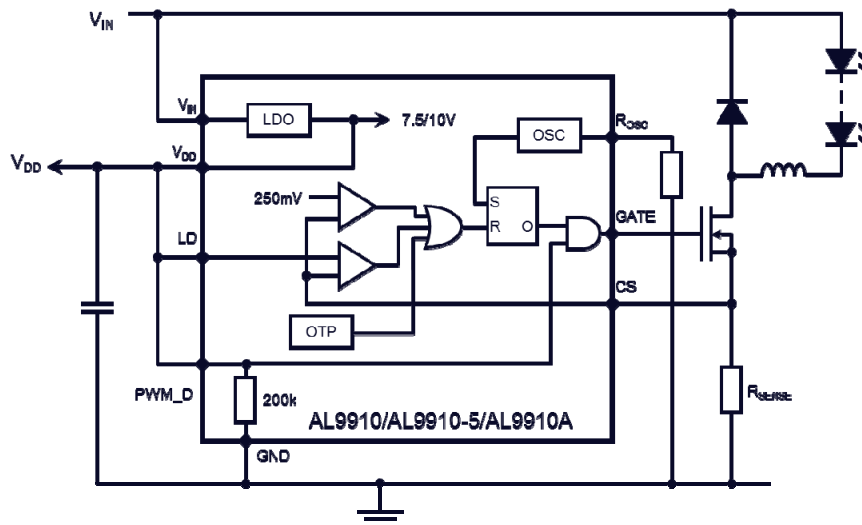 VIN
VIN
LDO
7.5/10V
ROSC
OSC
VDD
VDD
250mV
S
GATE
R
O
LD
CS
OTP
PWM_D
200k
RSENSE
AL9910/AL9910-5/AL9910A
GND